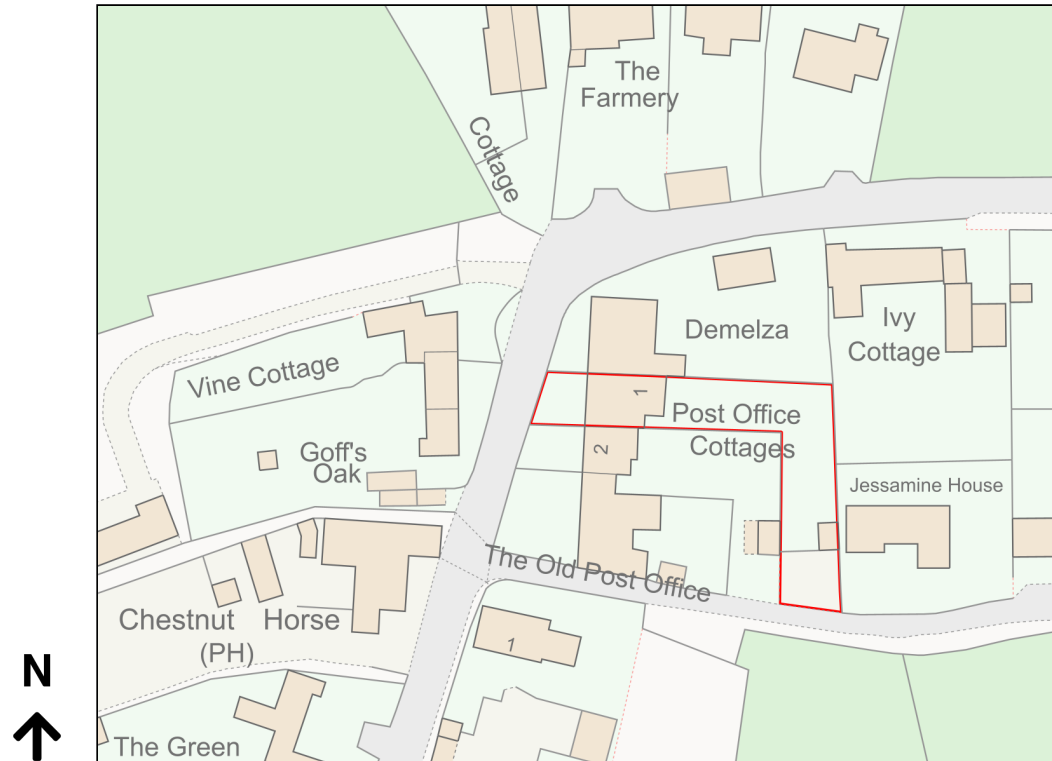 The
Farmery
Cottage
Demelza
Ivy
Cottage
Vine Cottage
1
Post Office
Cottages
2
Goff's
Oak
Jessamine House
The Old Post Office
Chestnut Horse
(PH)
1
N
The Green